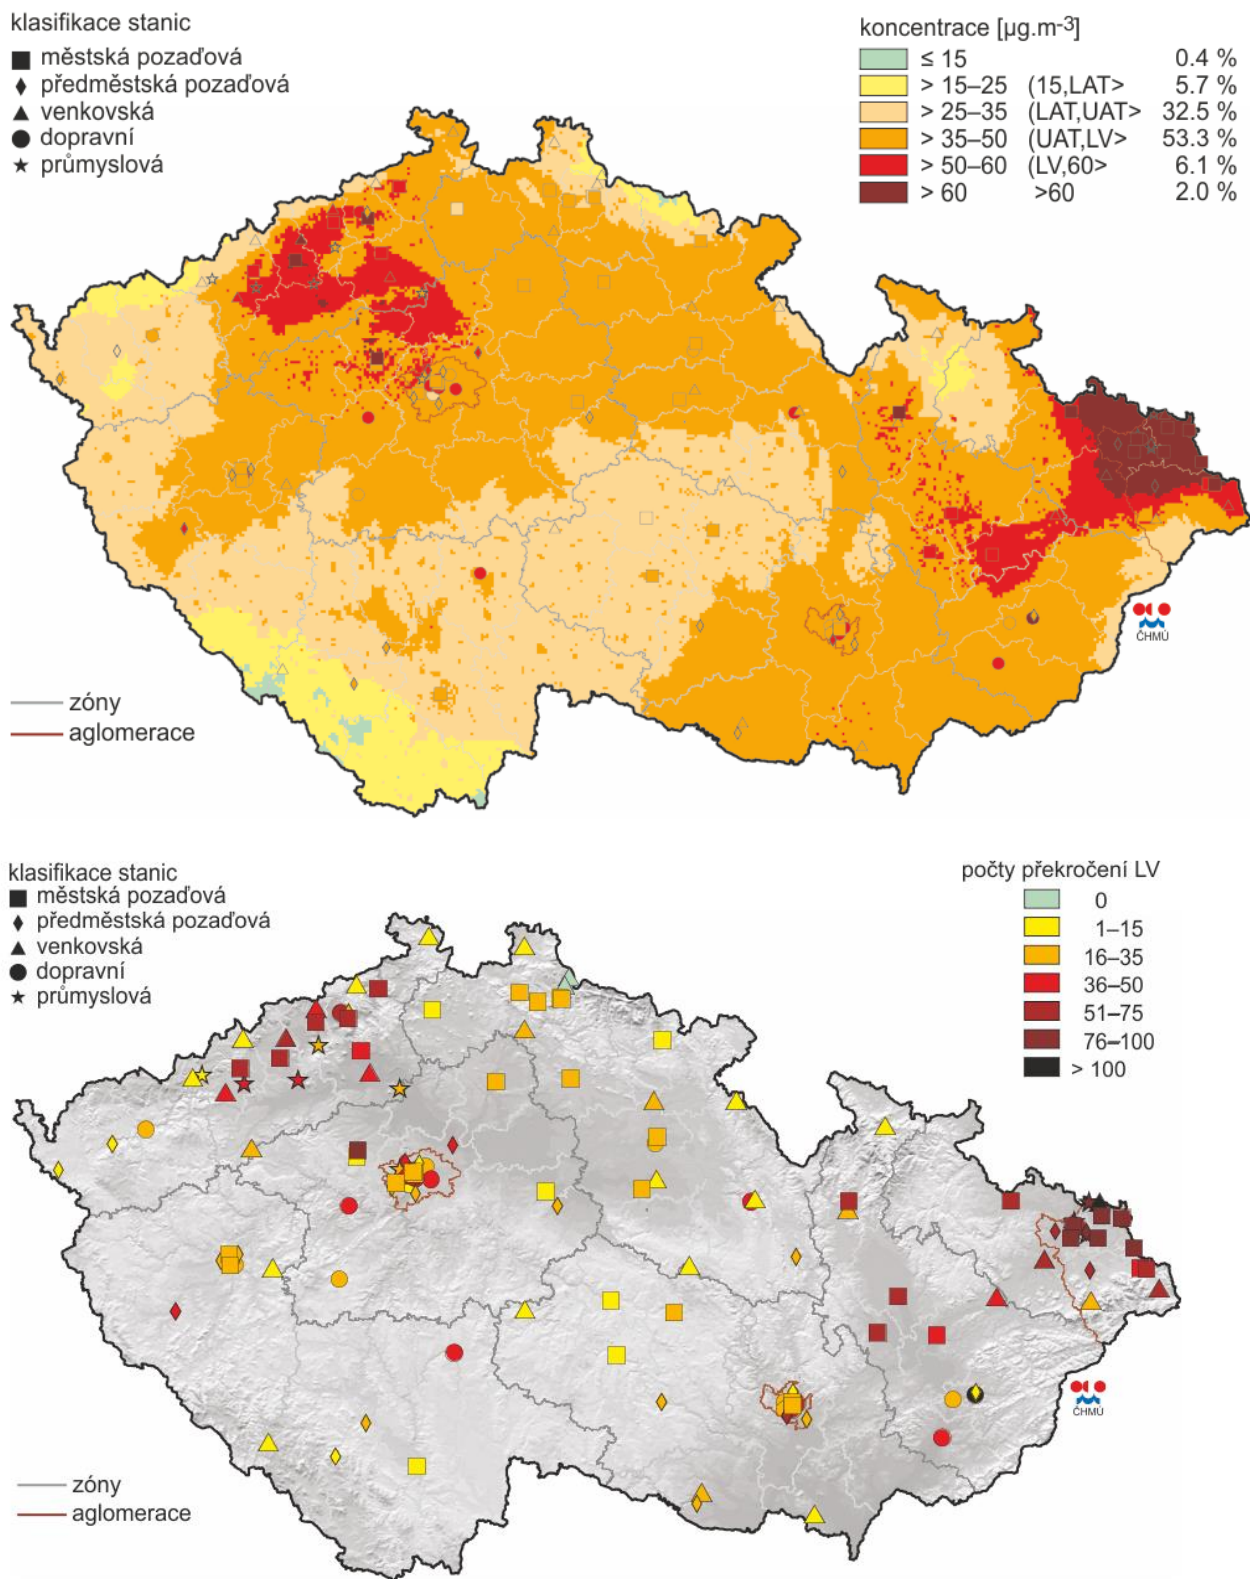 klasifikace stanic
městská pozaďová
předměstská pozaďová
venkovská
dopravní
průmyslová
koncentrace [µg.m-3]
≤ 15 0.4 %
> 15–25 (15,LAT> 5.7 %
> 25–35 (LAT,UAT> 32.5 %
> 35–50 (UAT,LV> 53.3 %
> 50–60 (LV,60> 6.1 %
> 60 >60 2.0 %
ČHMÚ
zóny
aglomerace
klasifikace stanic
městská pozaďová
předměstská pozaďová
venkovská
dopravní
průmyslová
počty překročení LV
0
1–15
16–35
36–50
51–75
76–100
> 100
ČHMÚ
zóny
aglomerace